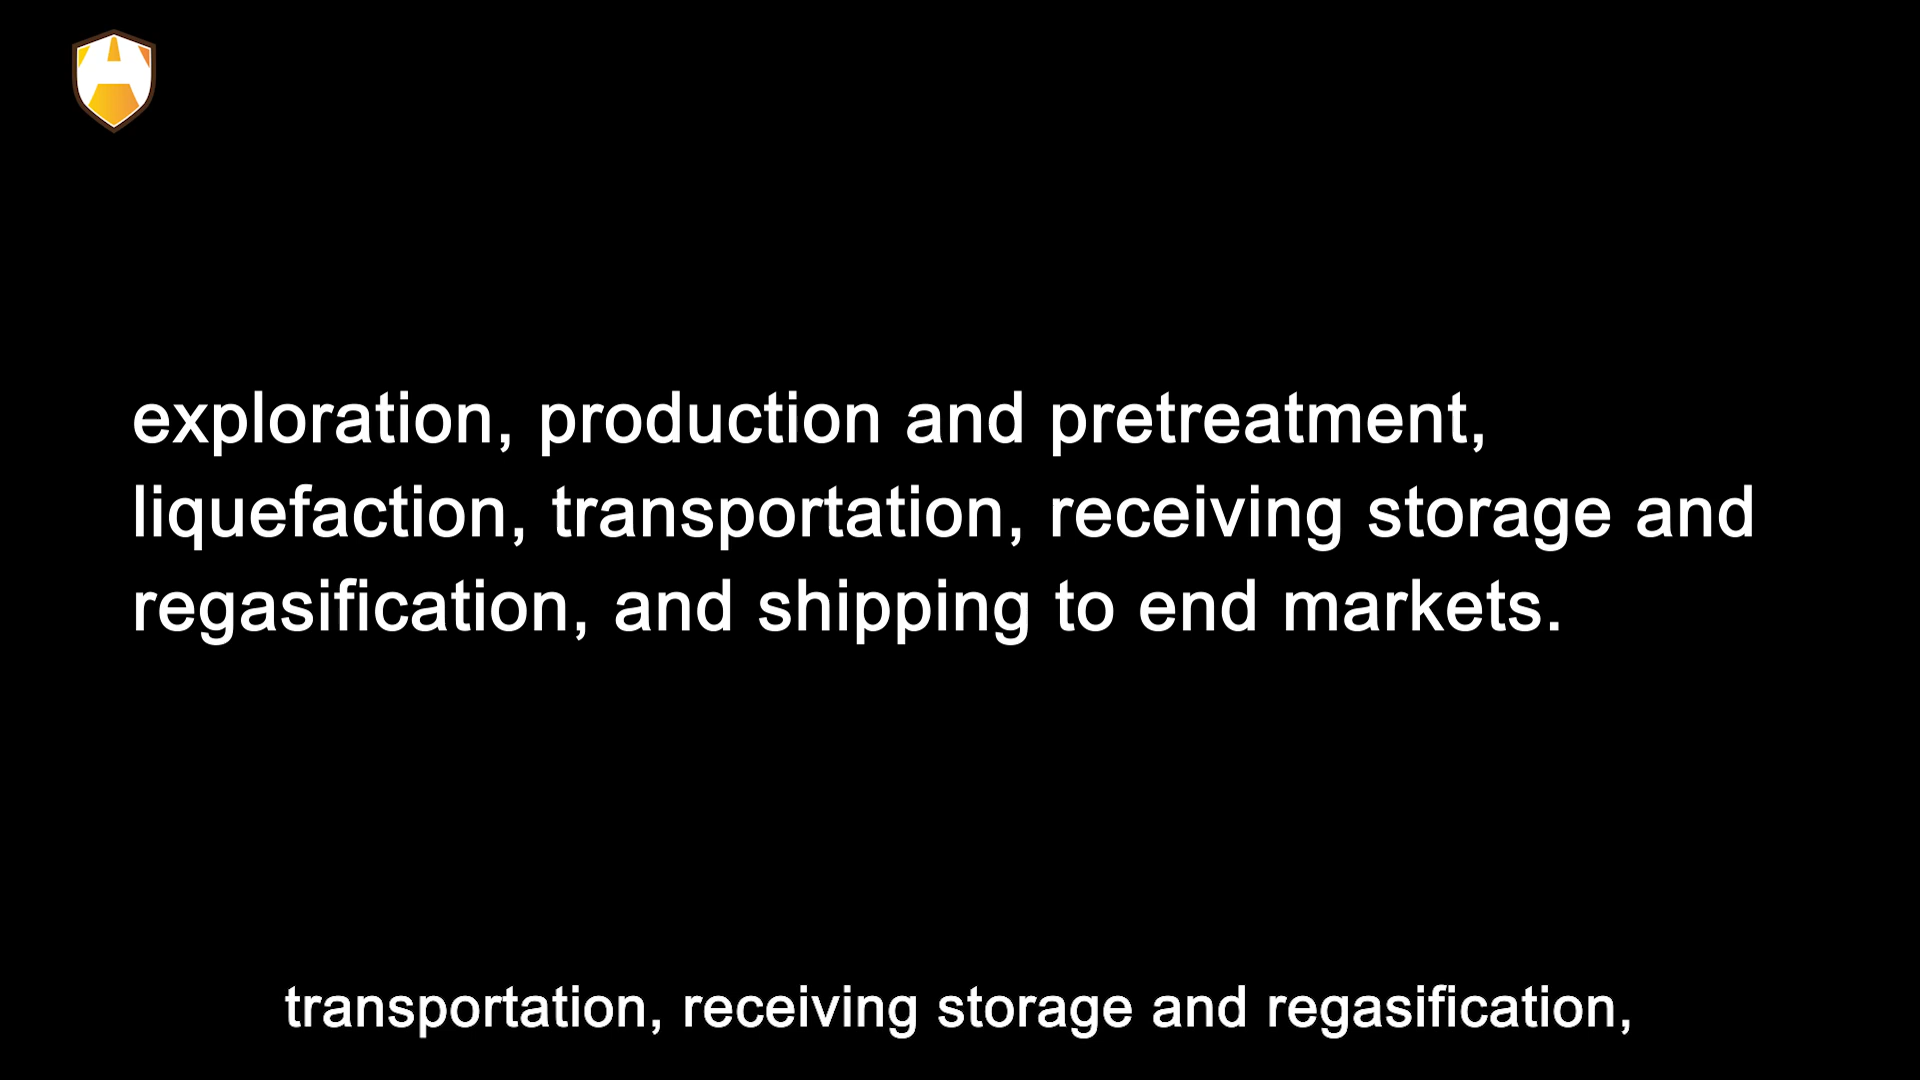 exploration, production and pretreatment,
liquefaction, transportation, receiving storage and
regasification, and shipping to end markets.
transportation, receiving storage and regasification,